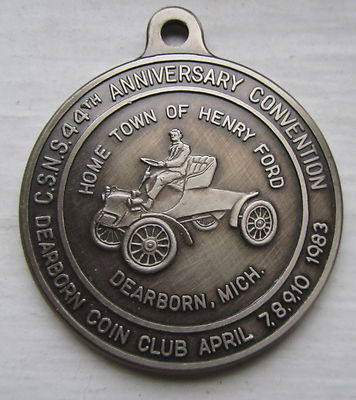 C.S.N.S. 44TH ANNIVERSARY CONVENTION
DEARBORN COIN CLUB APRIL 7,8,9,10 1983
HOME TOWN OF HENRY FORD
DEARBORN, MICH.